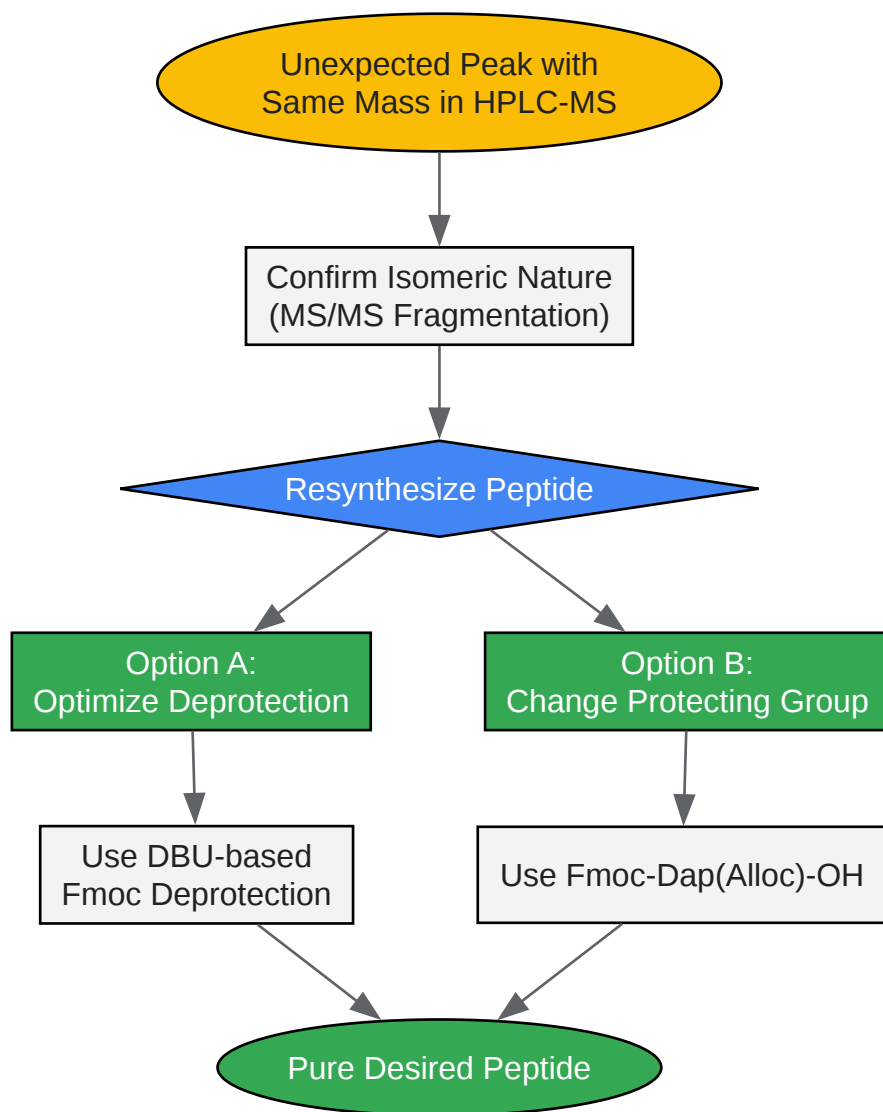 Unexpected Peak with
Same Mass in HPLC-MS
Confirm Isomeric Nature
(MS/MS Fragmentation)
Resynthesize Peptide
Option A:
Optimize Deprotection
Option B:
Change Protecting Group
Use DBU-based
Fmoc Deprotection
Use Fmoc-Dap(Alloc)-OH
Pure Desired Peptide